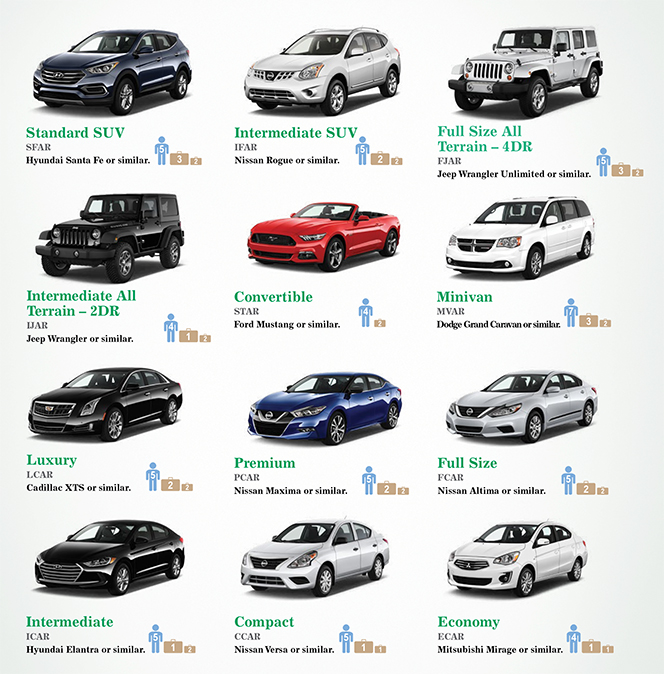 Standard SUV
SFAR
Hyundai Santa Fe or similar.
5 3 2
Intermediate SUV
IFAR
Nissan Rogue or similar.
5 2 2
Full Size All
Terrain – 4DR
FJAR
Jeep Wrangler Unlimited or similar.
5 3 2
Intermediate All
Terrain – 2DR
IJAR
Jeep Wrangler or similar.
4 1 2
Convertible
STAR
Ford Mustang or similar.
4 2
Minivan
MVAR
Dodge Grand Caravan or similar.
7 3 2
Luxury
LCAR
Cadillac XTS or similar.
5 2 2
Premium
PCAR
Nissan Maxima or similar.
5 2 2
Full Size
FCAR
Nissan Altima or similar.
5 2 2
Intermediate
ICAR
Hyundai Elantra or similar.
5 1 2
Compact
CCAR
Nissan Versa or similar.
5 1 1
Economy
ECAR
Mitsubishi Mirage or similar.
4 1 1